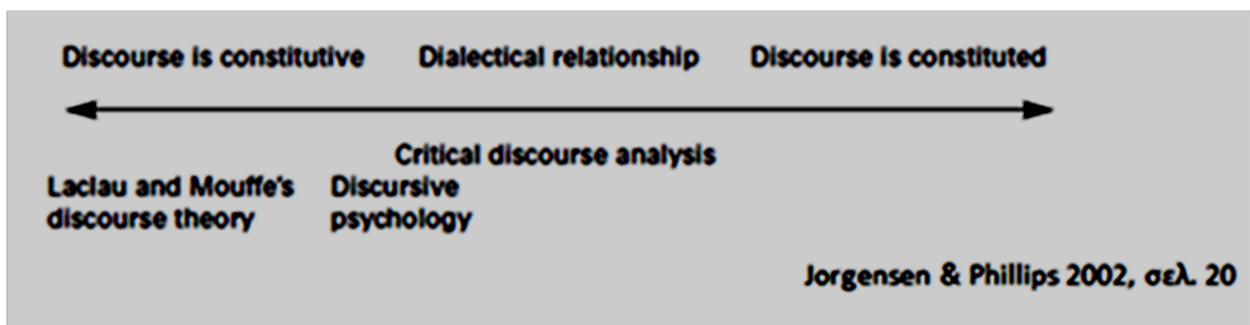 Discourse is constitutive Dialectical relationship Discourse is constituted
Critical discourse analysis
Laclau and Mouffe's Discursive
discourse theory psychology
Jorgensen & Phillips 2002, σελ. 20